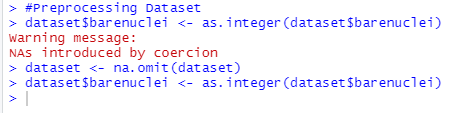 > #Preprocessing Dataset
> dataset$barenuclei <- as.integer(dataset$barenuclei)
Warning message:
NAs introduced by coercion
> dataset <- na.omit(dataset)
> dataset$barenuclei <- as.integer(dataset$barenuclei)
>